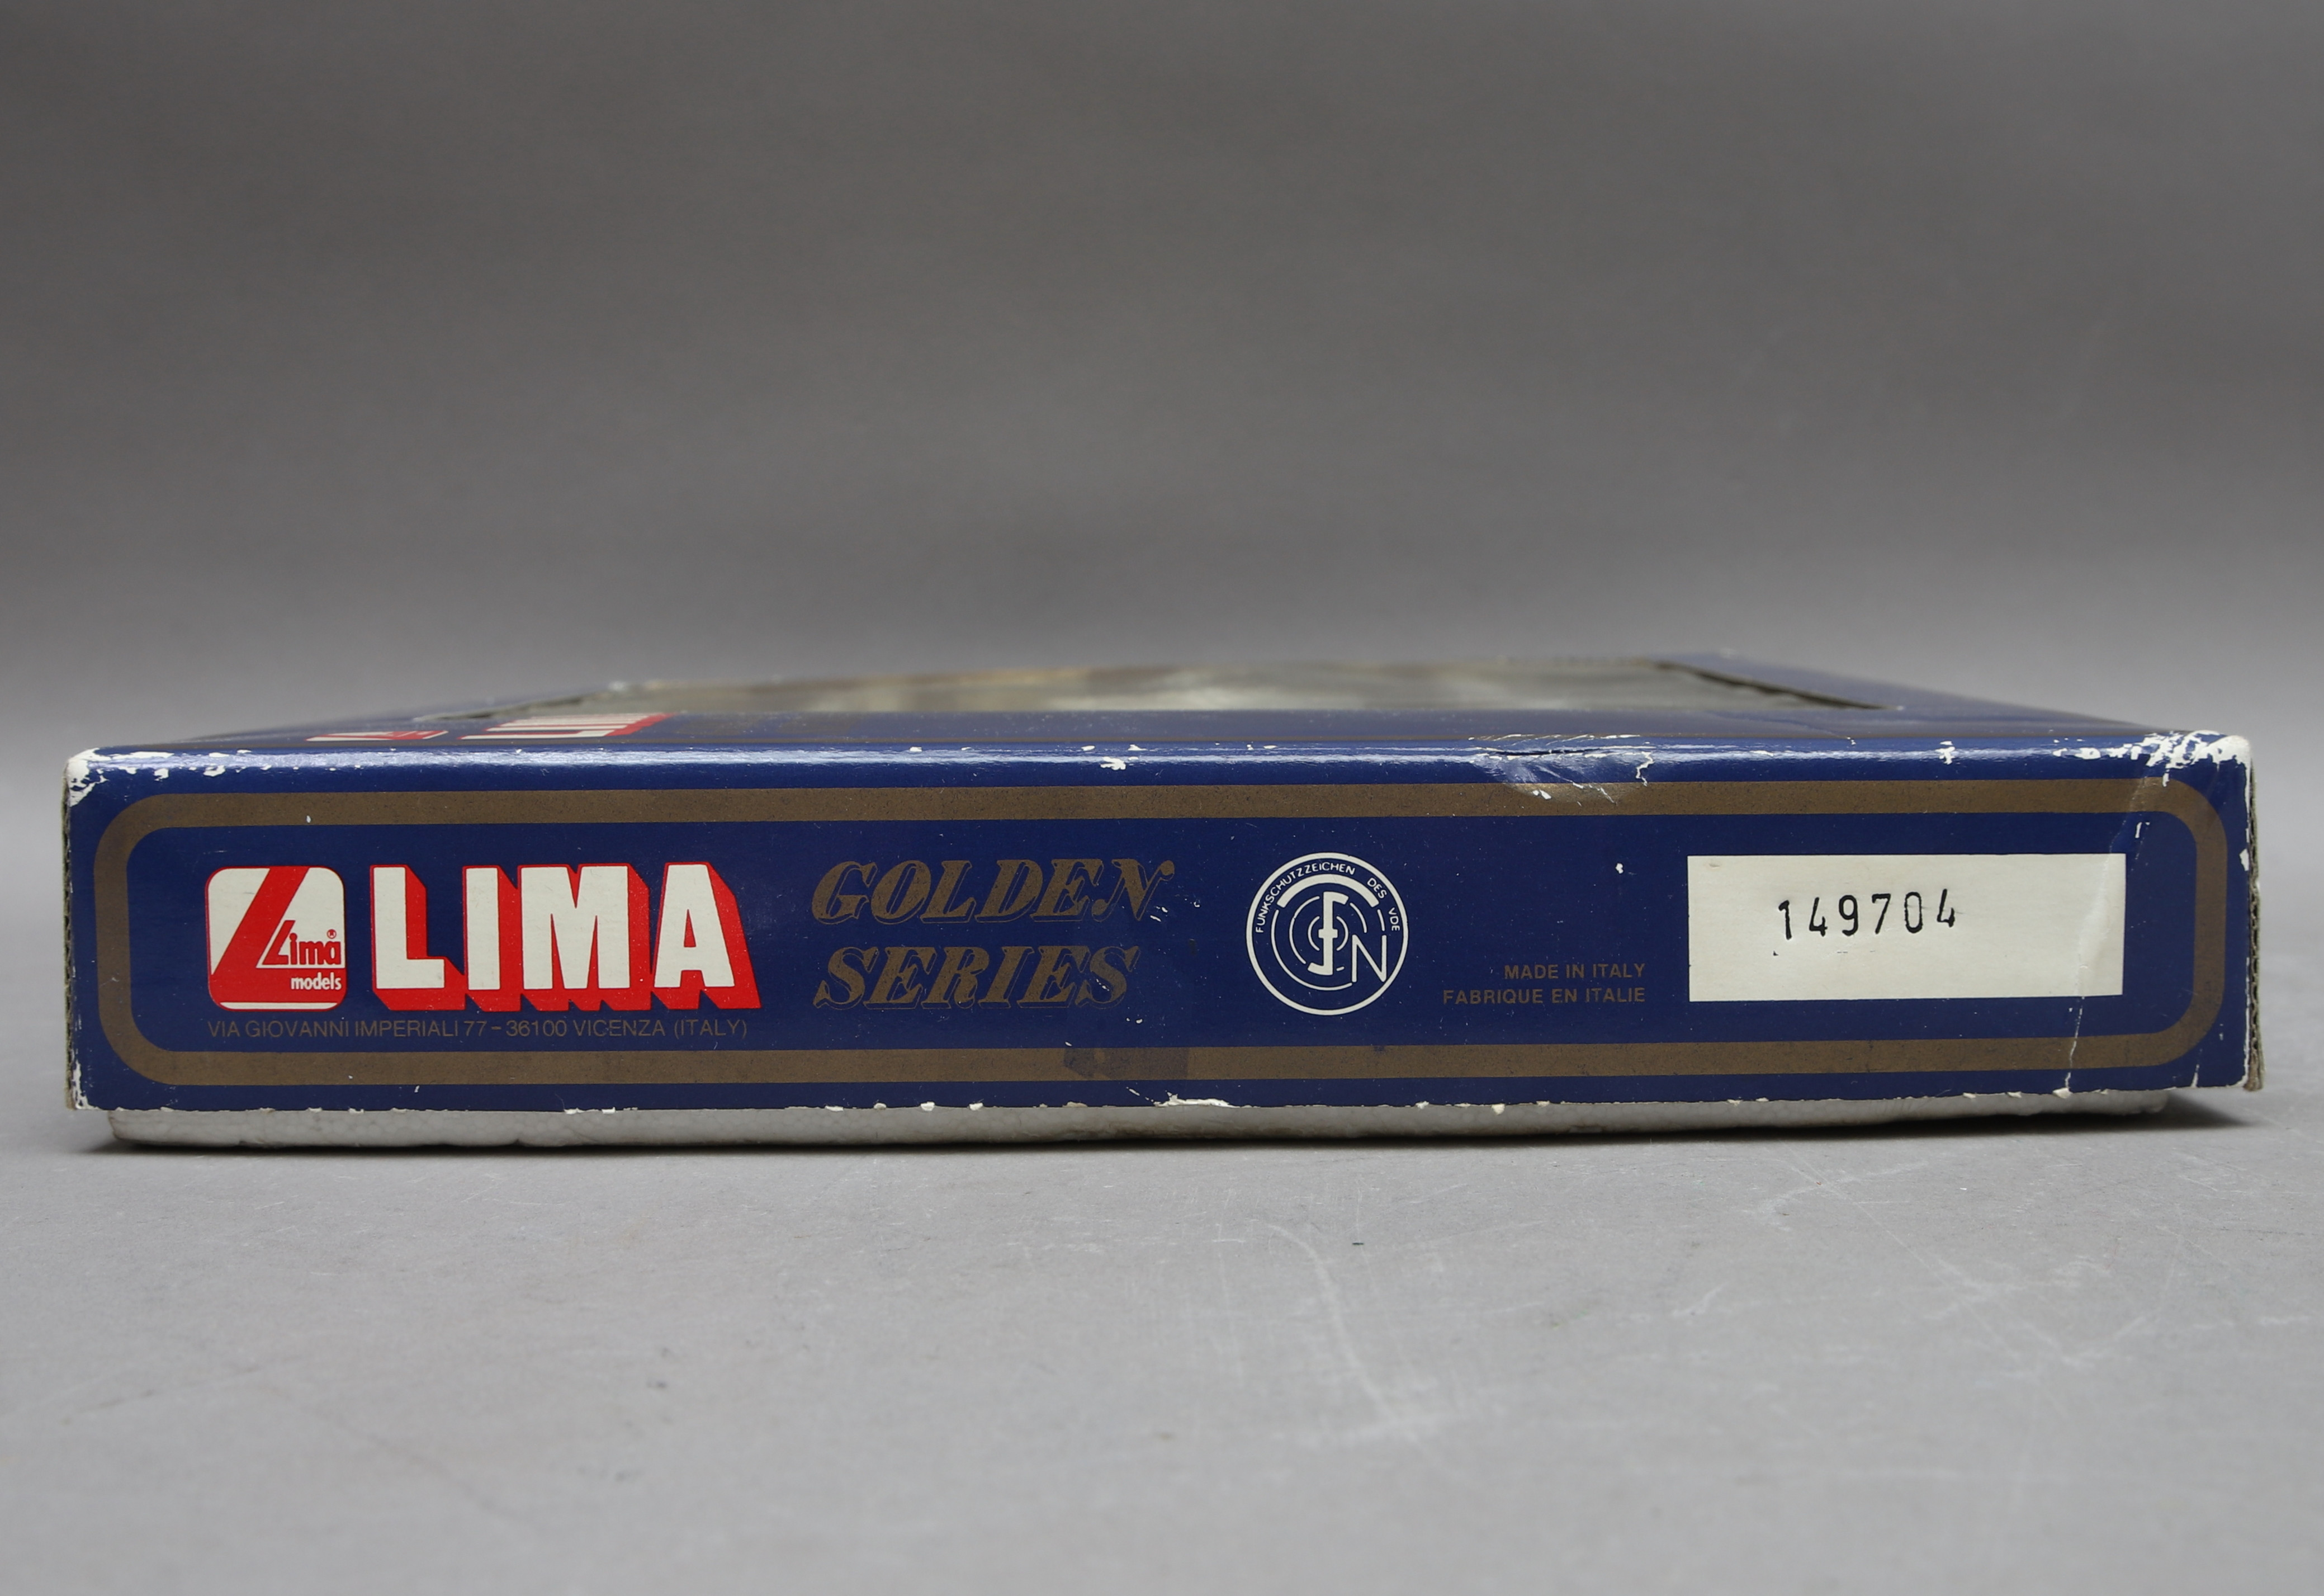 Lima®
models
LIMA
VIA GIOVANNI IMPERIALI 77 – 36100 VICENZA (ITALY)
GOLDEN
SERIES
FUNKSCHUTZZEICHEN DES VDE
N
MADE IN ITALY
FABRIQUE EN ITALIE
149704